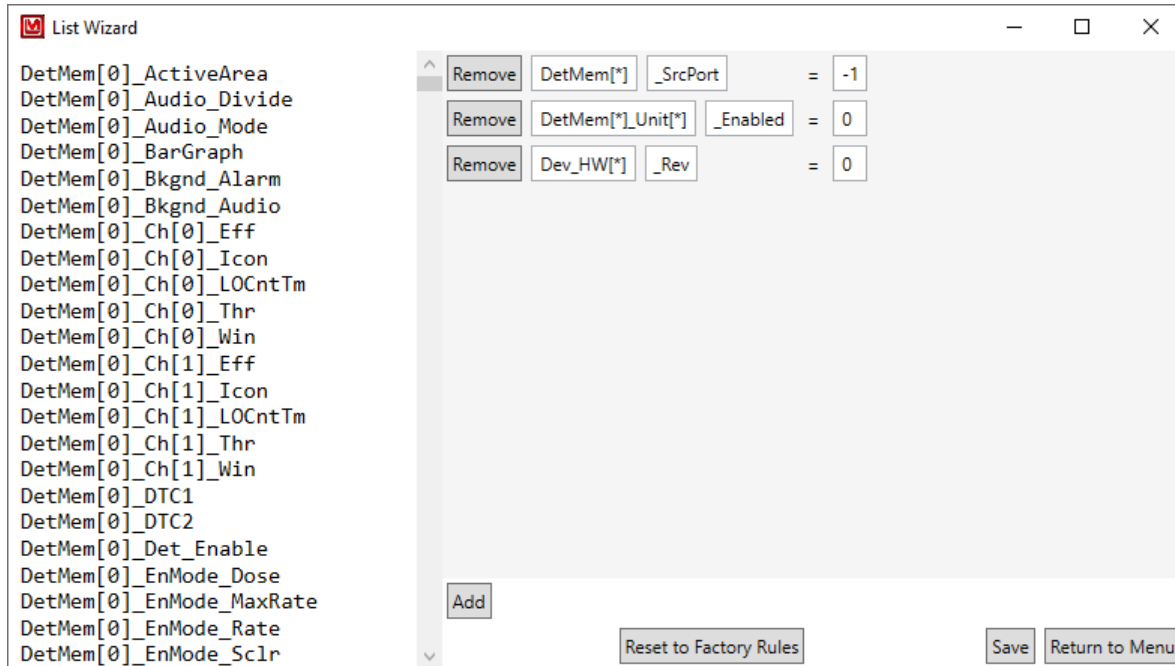 List Wizard
DetMem[0]_ActiveArea
DetMem[0]_Audio_Divide
DetMem[0]_Audio_Mode
DetMem[0]_BarGraph
DetMem[0]_Bkgnd_Alarm
DetMem[0]_Bkgnd_Audio
DetMem[0]_Ch[0]_Eff
DetMem[0]_Ch[0]_Icon
DetMem[0]_Ch[0]_LOCntTm
DetMem[0]_Ch[0]_Thr
DetMem[0]_Ch[0]_Win
DetMem[0]_Ch[1]_Eff
DetMem[0]_Ch[1]_Icon
DetMem[0]_Ch[1]_LOCntTm
DetMem[0]_Ch[1]_Thr
DetMem[0]_Ch[1]_Win
DetMem[0]_DTC1
DetMem[0]_DTC2
DetMem[0]_Det_Enable
DetMem[0]_EnMode_Dose
DetMem[0]_EnMode_MaxRate
DetMem[0]_EnMode_Rate
DetMem[0]_EnMode_Sclr
Remove DetMem[*] _SrcPort = -1
Remove DetMem[*]_Unit[*] _Enabled = 0
Remove Dev_HW[*] _Rev = 0
Add
Reset to Factory Rules Save Return to Menu